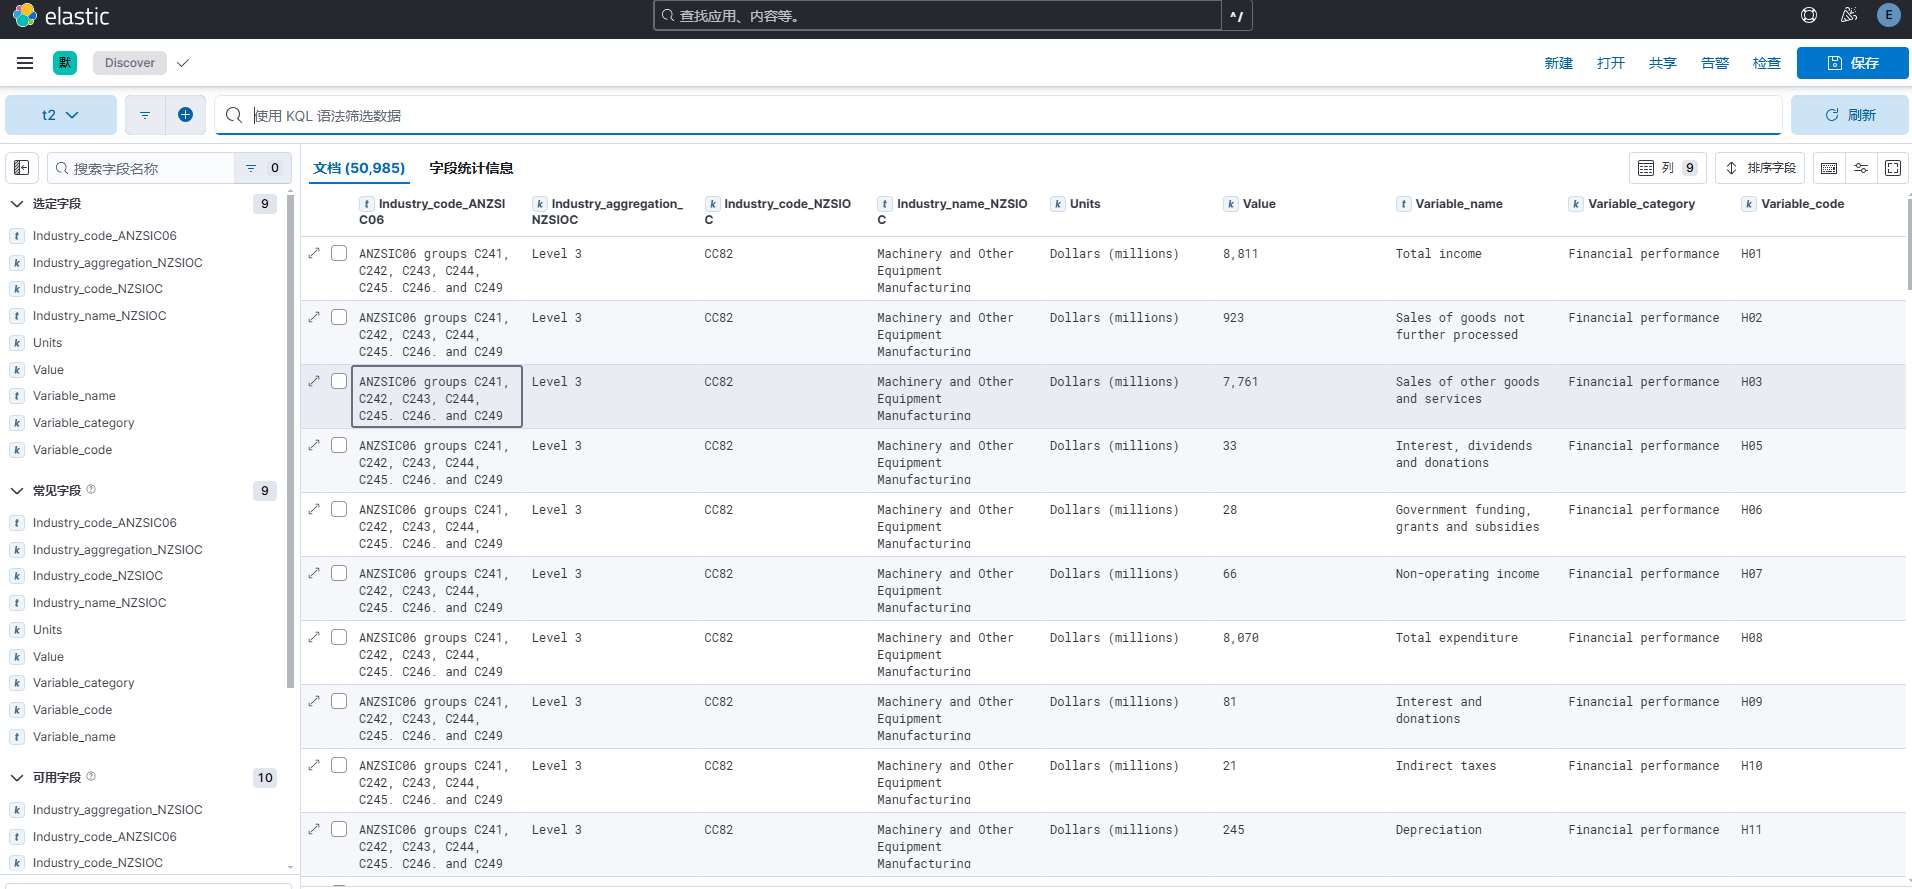 elastic
查找应用、内容等。
^/
E
默
Discover
新建
打开
共享
告警
检查
保存
t2
使用 KQL 语法筛选数据
刷新
搜索字段名称
0
文档 (50,985)
字段统计信息
列 9
排序字段
选定字段 9
t Industry_code_ANZSIC06
k Industry_aggregation_NZSIOC
k Industry_code_NZSIOC
t Industry_name_NZSIOC
k Units
k Value
t Variable_name
k Variable_category
k Variable_code
常见字段 9
t Industry_code_ANZSIC06
k Industry_aggregation_NZSIOC
k Industry_code_NZSIOC
t Industry_name_NZSIOC
k Units
k Value
k Variable_category
k Variable_code
t Variable_name
可用字段 10
k Industry_aggregation_NZSIOC
t Industry_code_ANZSIC06
k Industry_code_NZSIOC
t Industry_code_ANZSI k Industry_aggregation_ k Industry_code_NZSIO t Industry_name_NZSIO k Units k Value t Variable_name k Variable_category k Variable_code
C06 NZSIOC C C
ANZSIC06 groups C241, Level 3 CC82 Machinery and Other Dollars (millions) 8,811 Total income Financial performance H01
C242, C243, C244, Equipment
C245, C246, and C249 Manufacturing
ANZSIC06 groups C241, Level 3 CC82 Machinery and Other Dollars (millions) 923 Sales of goods not Financial performance H02
C242, C243, C244, Equipment further processed
C245, C246, and C249 Manufacturing
ANZSIC06 groups C241, Level 3 CC82 Machinery and Other Dollars (millions) 7,761 Sales of other goods Financial performance H03
C242, C243, C244, Equipment and services
C245, C246, and C249 Manufacturing
ANZSIC06 groups C241, Level 3 CC82 Machinery and Other Dollars (millions) 33 Interest, dividends Financial performance H05
C242, C243, C244, Equipment and donations
C245, C246, and C249 Manufacturing
ANZSIC06 groups C241, Level 3 CC82 Machinery and Other Dollars (millions) 28 Government funding, Financial performance H06
C242, C243, C244, Equipment grants and subsidies
C245, C246, and C249 Manufacturing
ANZSIC06 groups C241, Level 3 CC82 Machinery and Other Dollars (millions) 66 Non-operating income Financial performance H07
C242, C243, C244, Equipment
C245, C246, and C249 Manufacturing
ANZSIC06 groups C241, Level 3 CC82 Machinery and Other Dollars (millions) 8,070 Total expenditure Financial performance H08
C242, C243, C244, Equipment
C245, C246, and C249 Manufacturing
ANZSIC06 groups C241, Level 3 CC82 Machinery and Other Dollars (millions) 81 Interest and Financial performance H09
C242, C243, C244, Equipment donations
C245, C246, and C249 Manufacturing
ANZSIC06 groups C241, Level 3 CC82 Machinery and Other Dollars (millions) 21 Indirect taxes Financial performance H10
C242, C243, C244, Equipment
C245, C246, and C249 Manufacturing
ANZSIC06 groups C241, Level 3 CC82 Machinery and Other Dollars (millions) 245 Depreciation Financial performance H11
C242, C243, C244, Equipment
C245, C246, and C249 Manufacturing